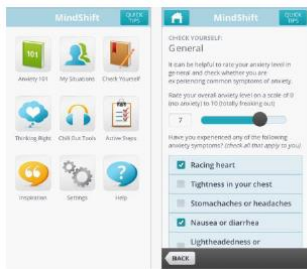 MindShift
QUICK
TIPS
101
Anxiety 101
My Situations
Check Yourself
Thinking Right
Chill Out Tools
Active Steps
Inspiration
Settings
Help
MindShift
QUICK
TIPS
CHECK YOURSELF:
General
It can be helpful to rate your anxiety level in
general and check whether you are
experiencing common symptoms of anxiety.
Rate your overall anxiety level on a scale of 0
(no anxiety) to 10 (totally freaking out)
7
Have you experienced any of the following
anxiety symptoms? (check all that apply to you)
Racing heart
Tightness in your chest
Stomachaches or headaches
Nausea or diarrhea
Lightheadedness or
BACK